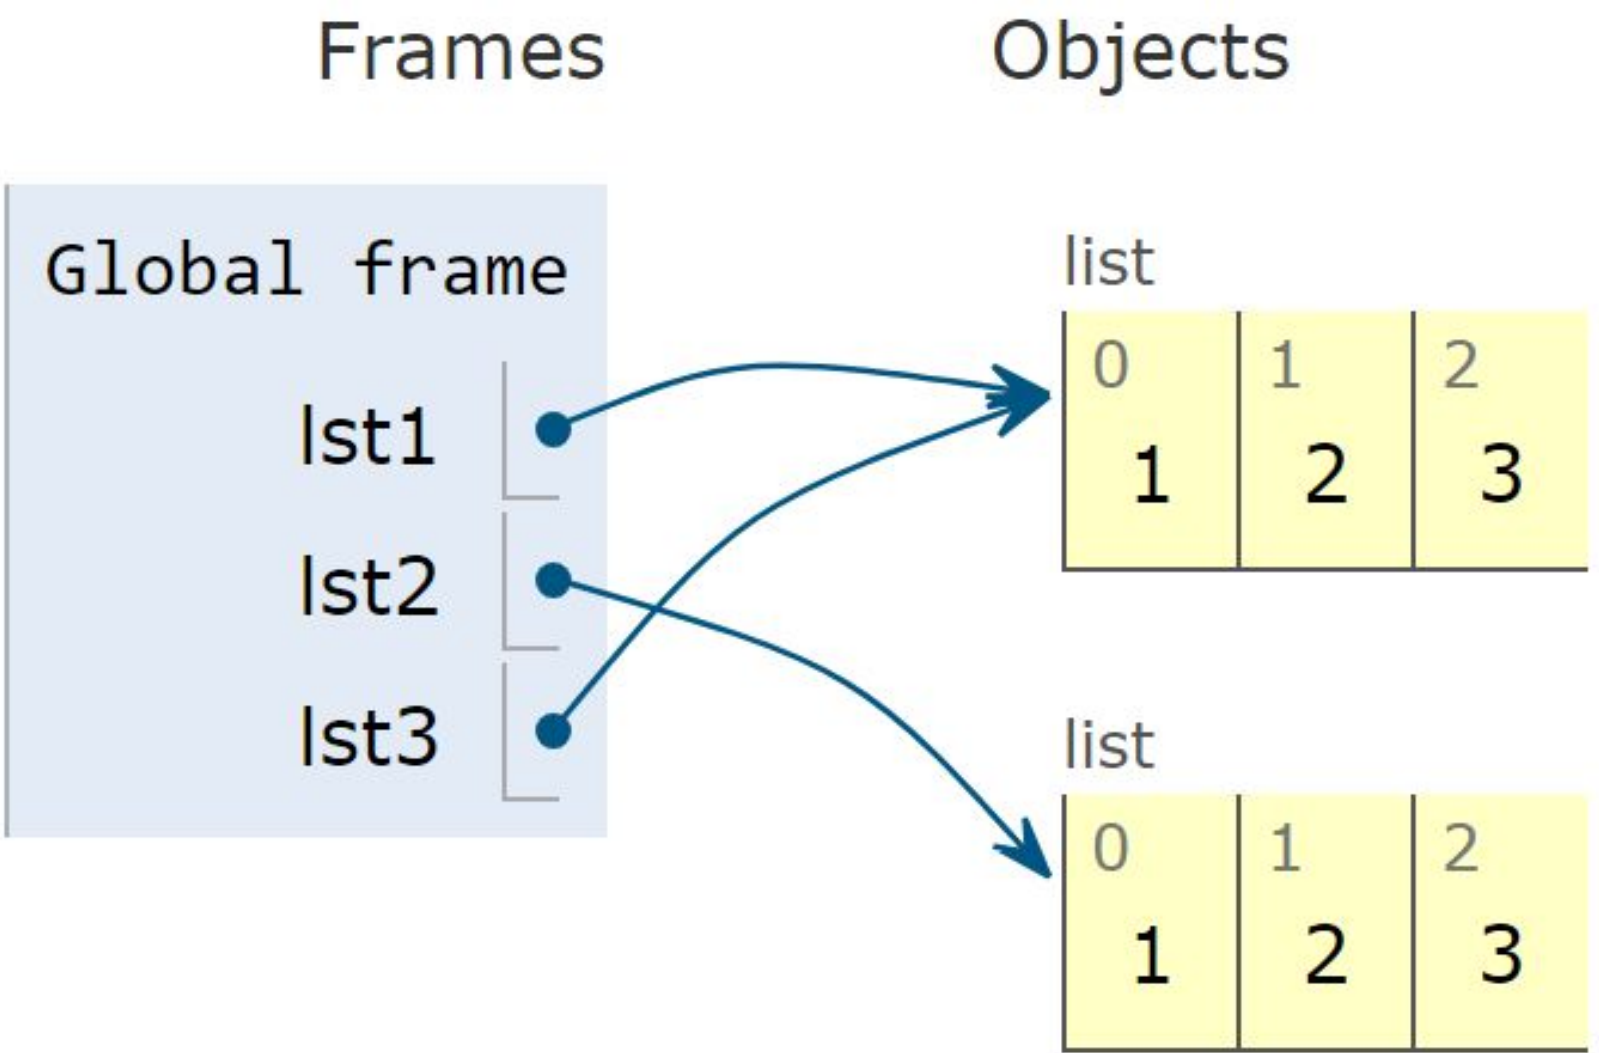 Frames Objects
Global frame
lst1
lst2
lst3
list
0 1 2
1 2 3
list
0 1 2
1 2 3